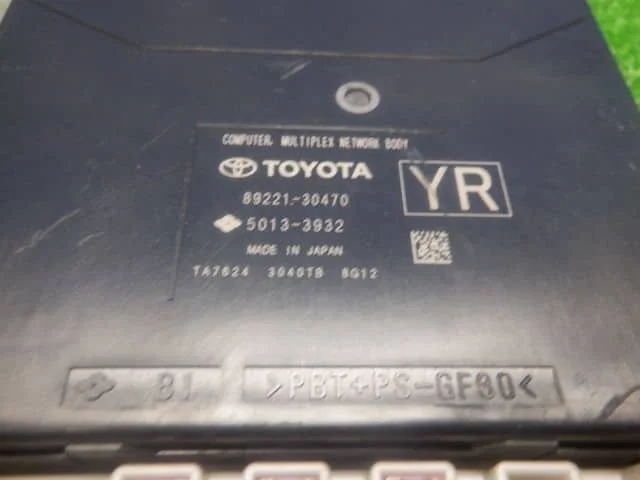 COMPUTER, MULTIPLEX NETWORK BODY
TOYOTA
YR
89221-30470
5013-3932
MADE IN JAPAN
TA7624 3040TB 8G12
81 >PBT+PS-GF30<